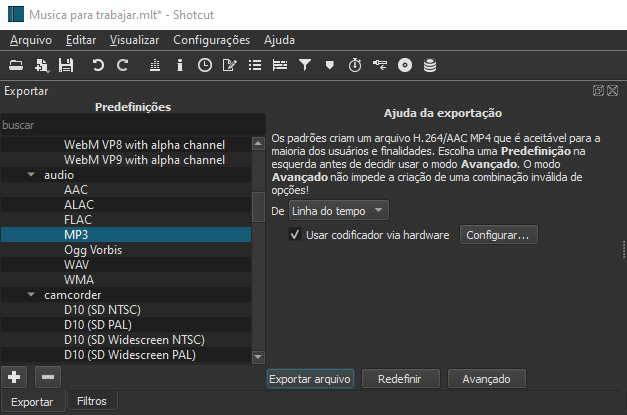 Musica para trabajar.mlt* - Shotcut
Arquivo Editar Visualizar Configurações Ajuda
Exportar
Predefinições
buscar
WebM VP8 with alpha channel
WebM VP9 with alpha channel
audio
AAC
ALAC
FLAC
MP3
Ogg Vorbis
WAV
WMA
camcorder
D10 (SD NTSC)
D10 (SD PAL)
D10 (SD Widescreen NTSC)
D10 (SD Widescreen PAL)
Ajuda da exportação
Os padrões criam um arquivo H.264/AAC MP4 que é aceitável para a
maioria dos usuários e finalidades. Escolha uma Predefinição na
esquerda antes de decidir usar o modo Avançado. O modo
Avançado não impede a criação de uma combinação inválida de
opções!
De Linha do tempo
Usar codificador via hardware Configurar...
Exportar arquivo Redefinir Avançado
Exportar Filtros